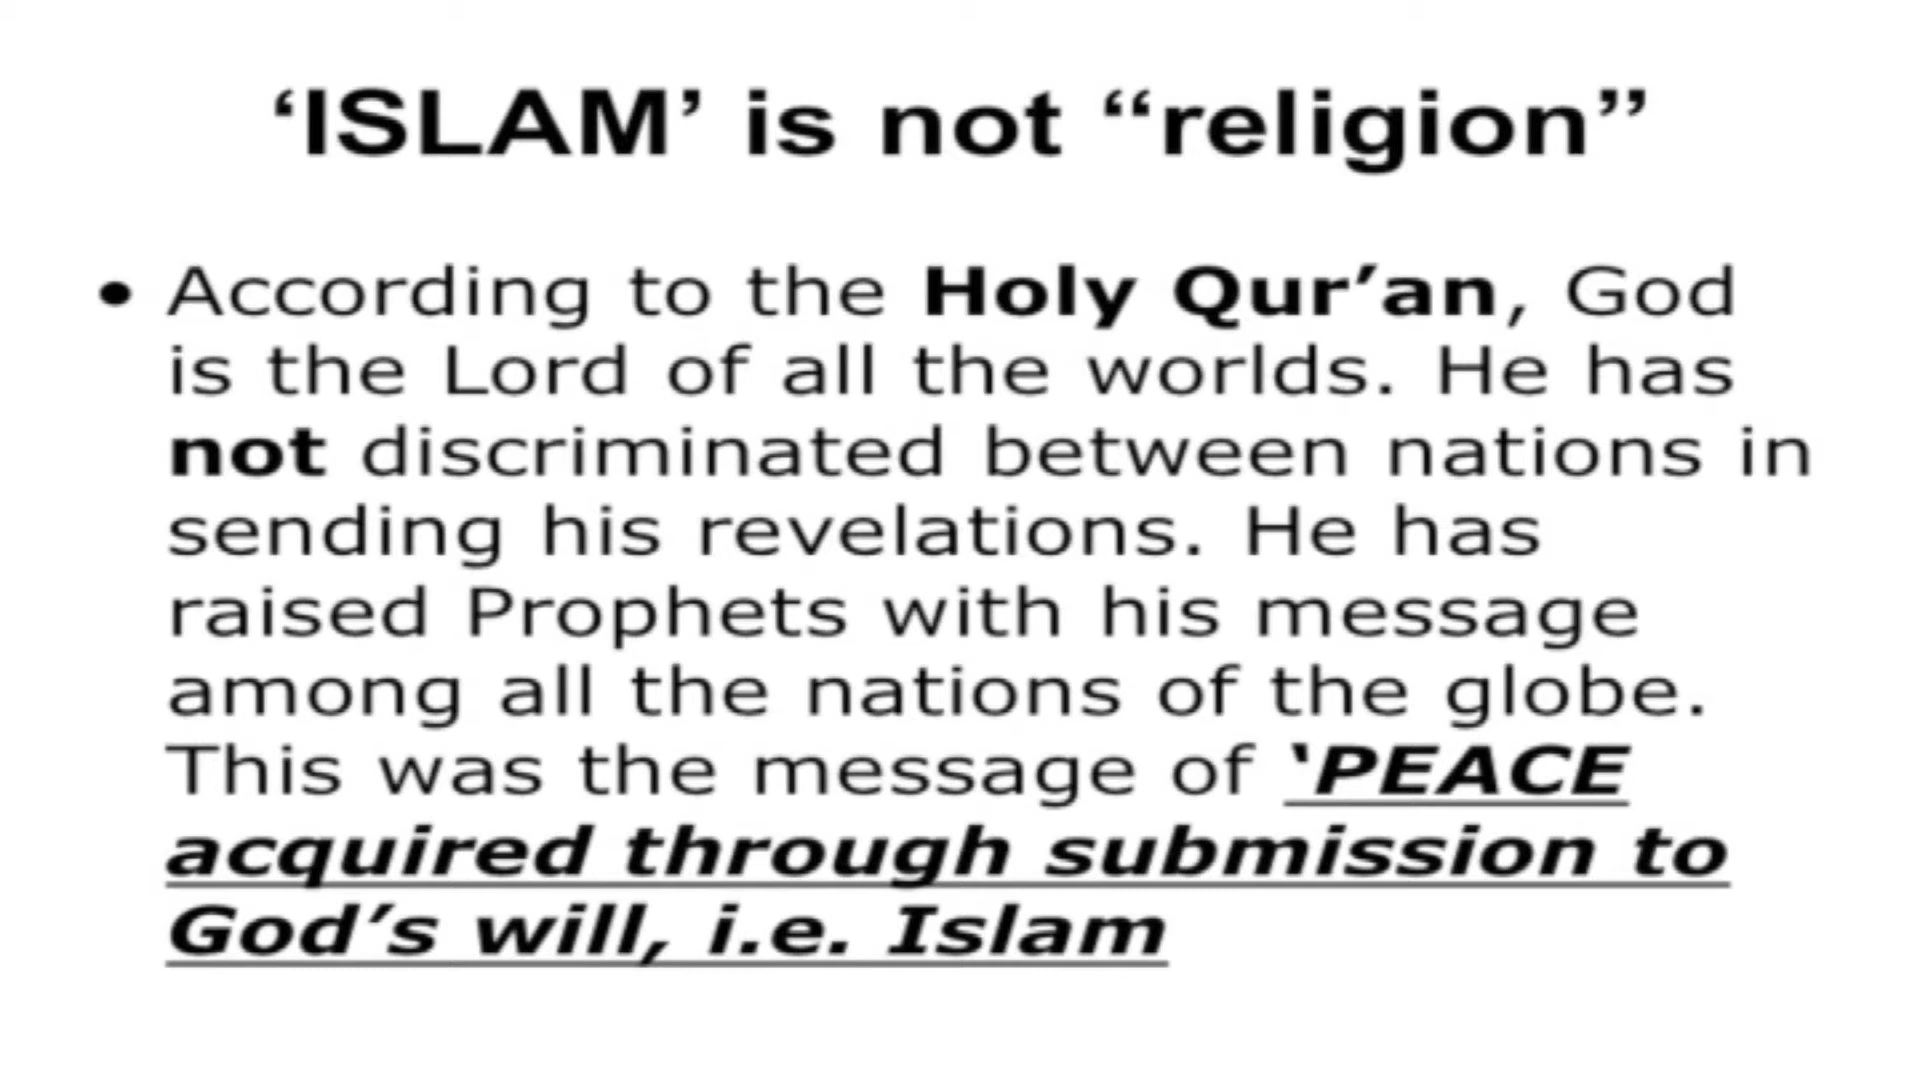 ‘ISLAM’ is not “religion”
• According to the Holy Qur’an, God
is the Lord of all the worlds. He has
not discriminated between nations in
sending his revelations. He has
raised Prophets with his message
among all the nations of the globe.
This was the message of ‘PEACE
acquired through submission to
God’s will, i.e. Islam